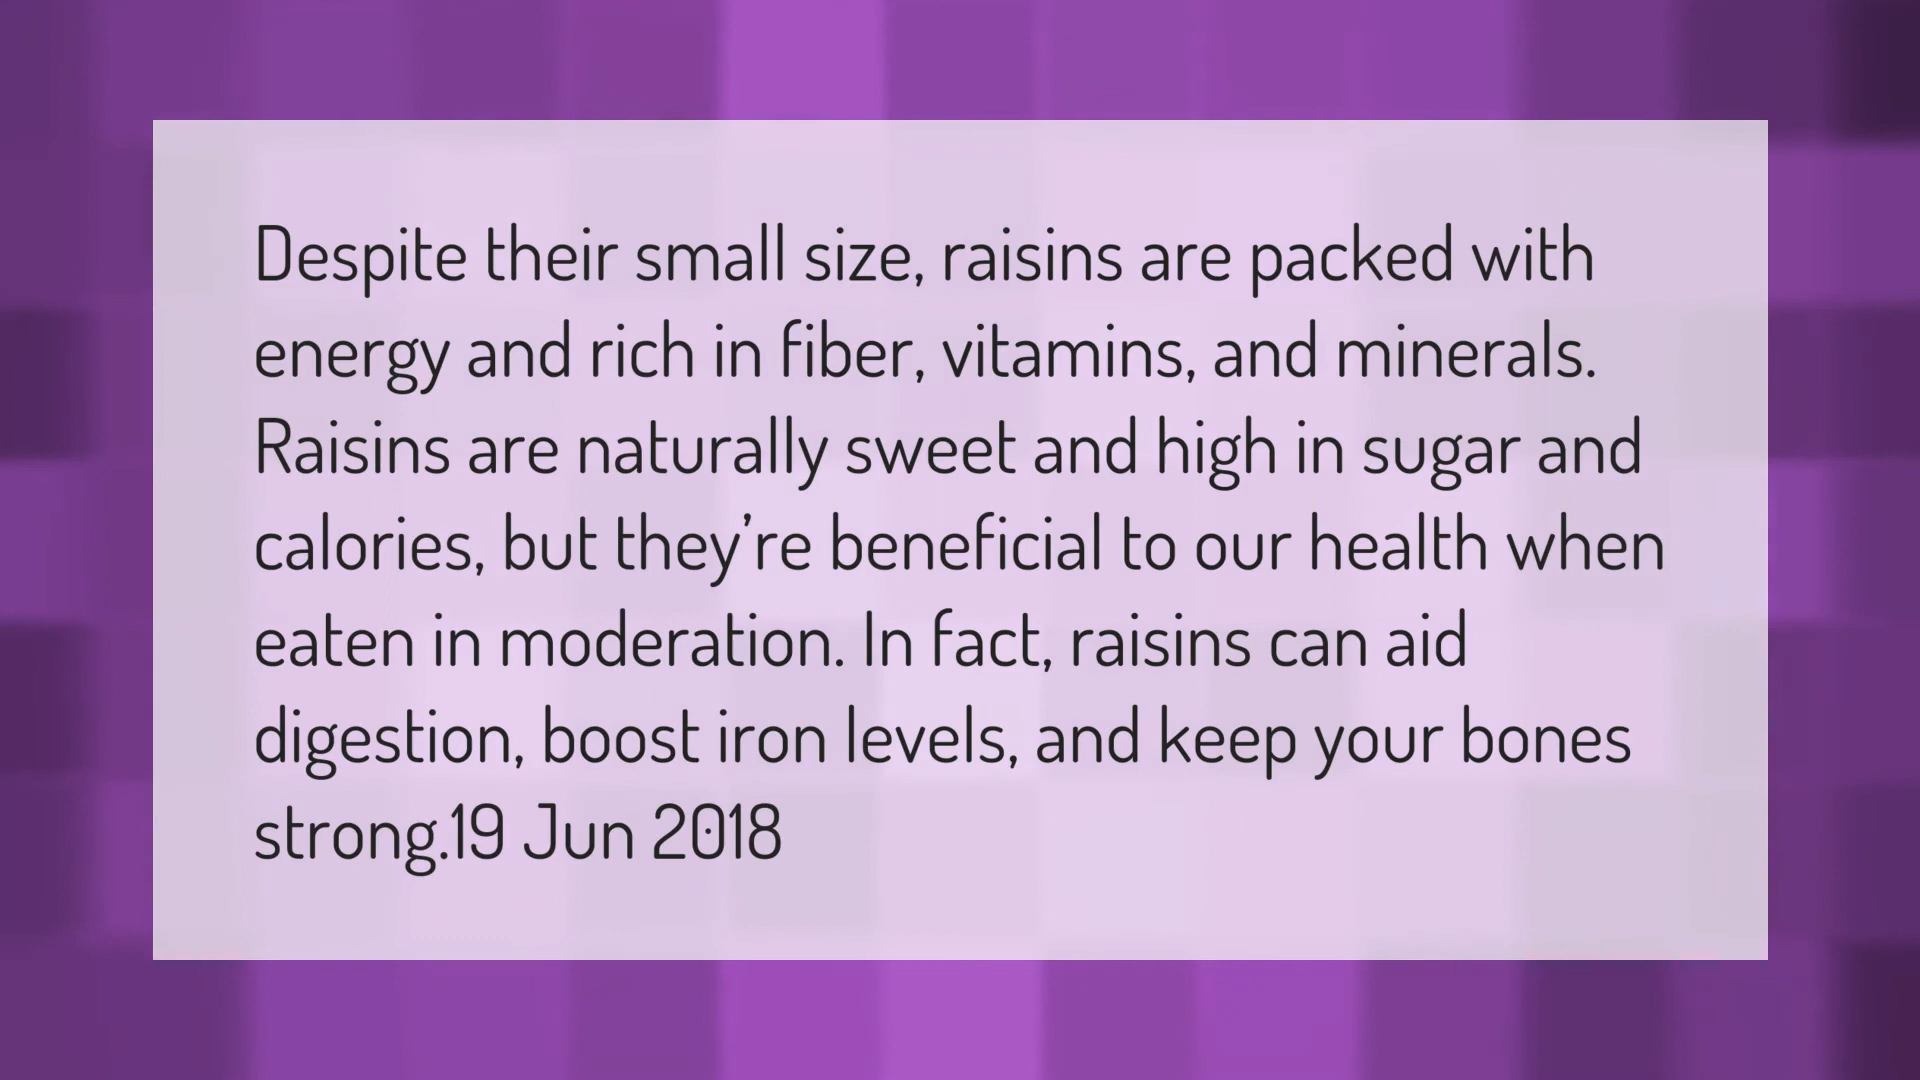 Despite their small size, raisins are packed with
energy and rich in fiber, vitamins, and minerals.
Raisins are naturally sweet and high in sugar and
calories, but they’re beneficial to our health when
eaten in moderation. In fact, raisins can aid
digestion, boost iron levels, and keep your bones
strong.19 Jun 2018